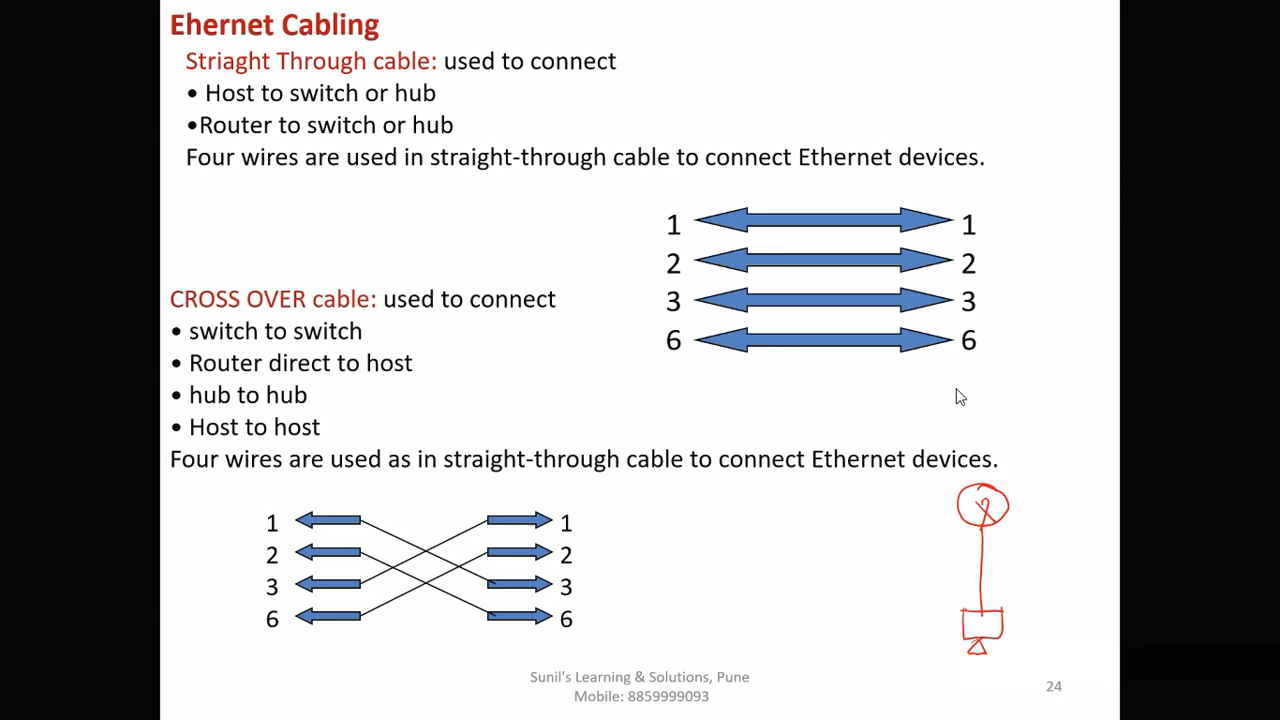 Ehernet Cabling
Striaght Through cable: used to connect
• Host to switch or hub
•Router to switch or hub
Four wires are used in straight-through cable to connect Ethernet devices.
1 1
2 2
3 3
6 6
CROSS OVER cable: used to connect
• switch to switch
• Router direct to host
• hub to hub
• Host to host
Four wires are used as in straight-through cable to connect Ethernet devices.
1 1
2 2
3 3
6 6
Sunil's Learning & Solutions, Pune
Mobile: 8859999093
24